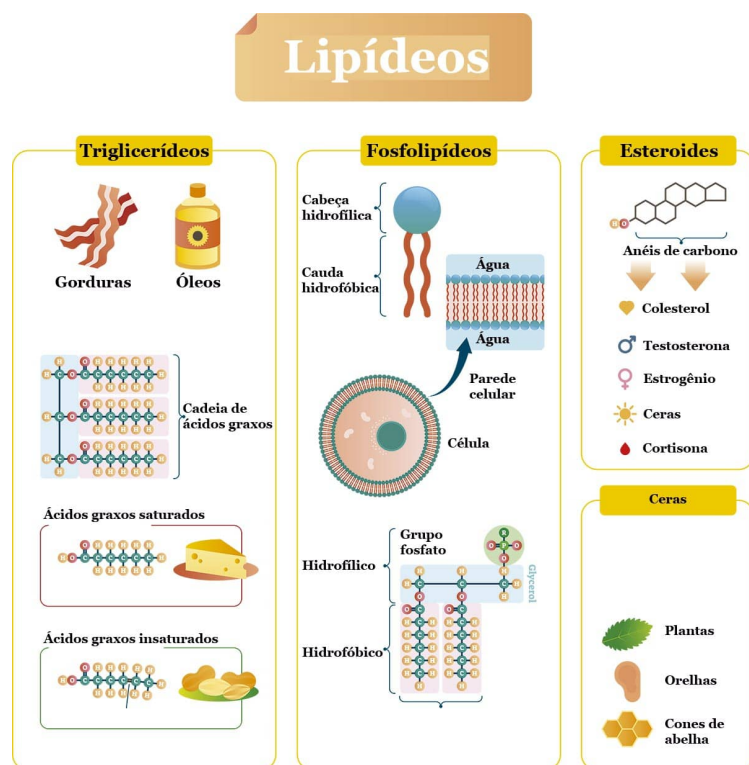 Lipídeos
Triglicerídeos
Gorduras
Óleos
Cadeia de
ácidos graxos
Ácidos graxos saturados
Ácidos graxos insaturados
Fosfolipídeos
Cabeça
hidrofílica
Cauda
hidrofóbica
Água
Água
Parede
celular
Célula
Grupo
fosfato
Hidrofílico
Glycerol
Hidrofóbico
Esteroides
H O
Anéis de carbono
Colesterol
Testosterona
Estrogênio
Ceras
Cortisona
Ceras
Plantas
Orelhas
Cones de
abelha